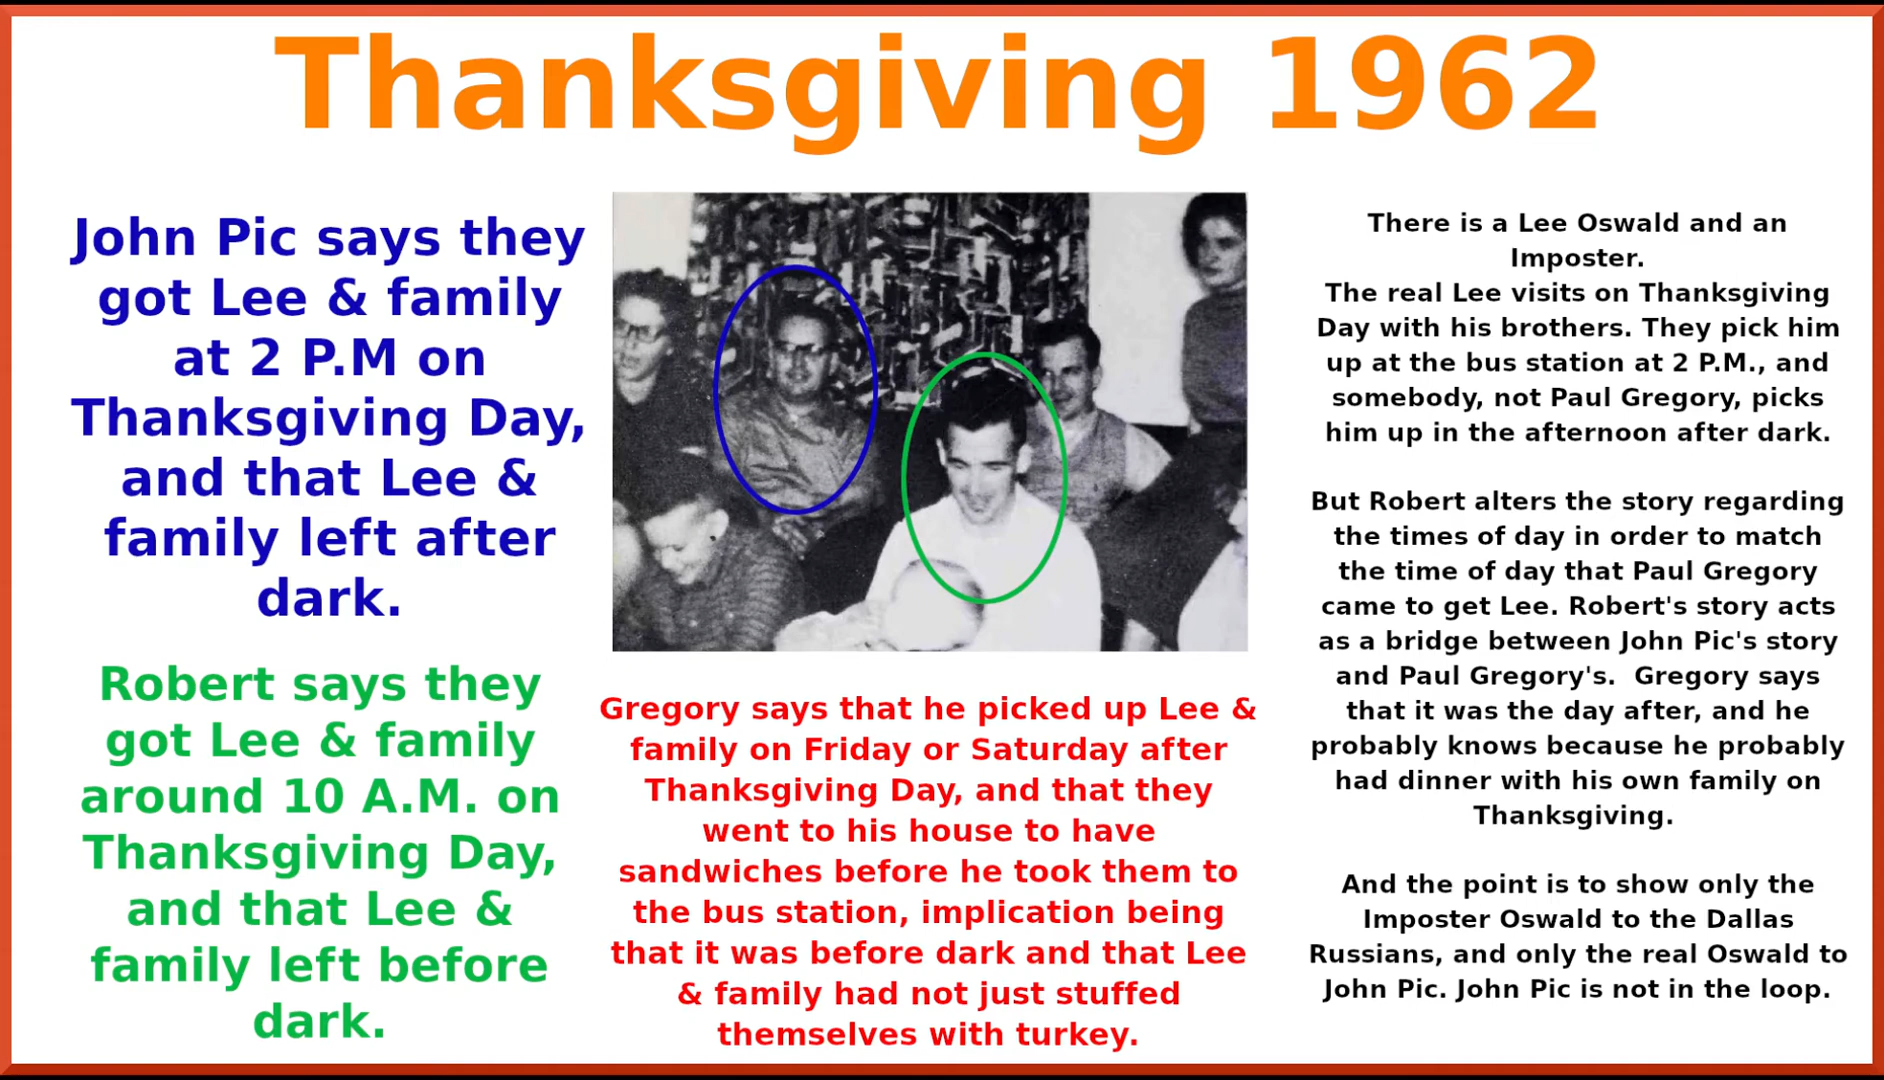 Thanksgiving 1962
John Pic says they
got Lee & family
at 2 P.M on
Thanksgiving Day,
and that Lee &
family left after
dark.
Robert says they
got Lee & family
around 10 A.M. on
Thanksgiving Day,
and that Lee &
family left before
dark.
Gregory says that he picked up Lee &
family on Friday or Saturday after
Thanksgiving Day, and that they
went to his house to have
sandwiches before he took them to
the bus station, implication being
that it was before dark and that Lee
& family had not just stuffed
themselves with turkey.
There is a Lee Oswald and an
Imposter.
The real Lee visits on Thanksgiving
Day with his brothers. They pick him
up at the bus station at 2 P.M., and
somebody, not Paul Gregory, picks
him up in the afternoon after dark.
But Robert alters the story regarding
the times of day in order to match
the time of day that Paul Gregory
came to get Lee. Robert's story acts
as a bridge between John Pic's story
and Paul Gregory's. Gregory says
that it was the day after, and he
probably knows because he probably
had dinner with his own family on
Thanksgiving.
And the point is to show only the
Imposter Oswald to the Dallas
Russians, and only the real Oswald to
John Pic. John Pic is not in the loop.